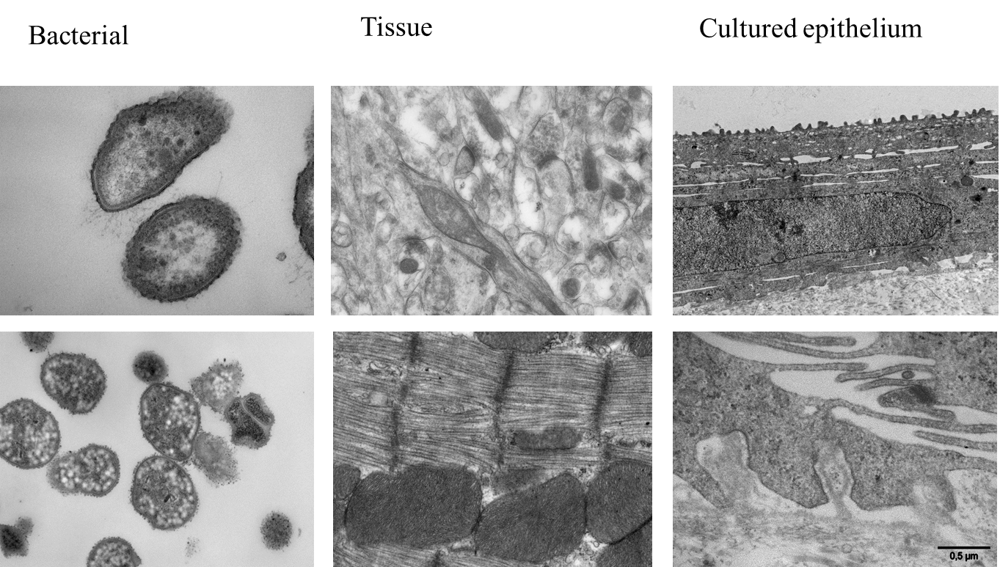 Bacterial
Tissue
Cultured epithelium
0,5 µm